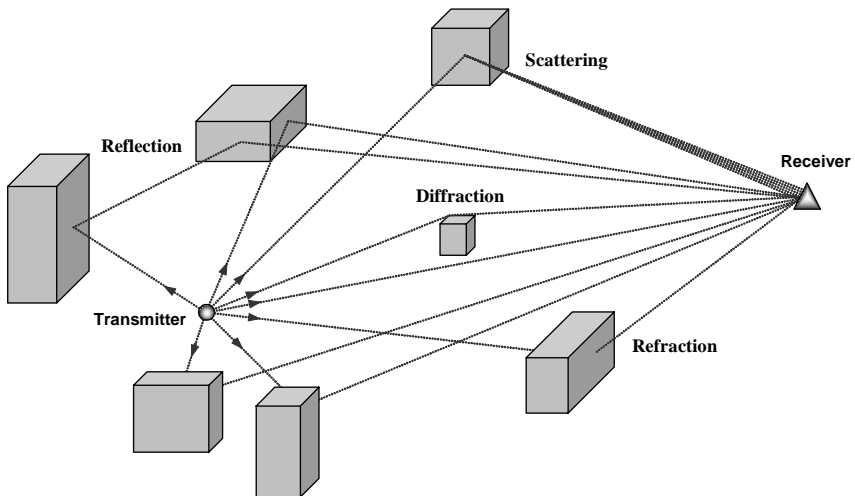 Scattering
Reflection
Receiver
Diffraction
Transmitter
Refraction